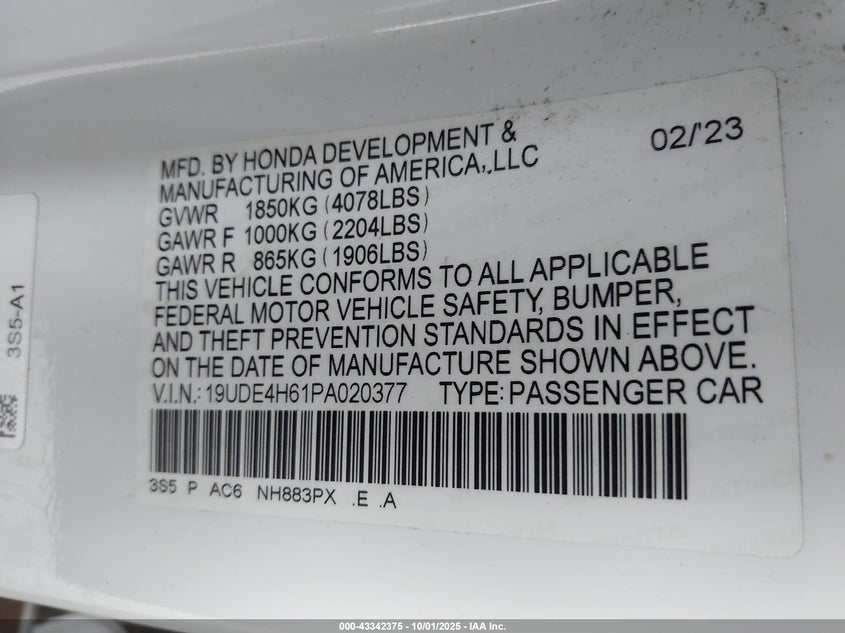 MFD. BY HONDA DEVELOPMENT &
MANUFACTURING OF AMERICA, LLC
02/'23
GVWR 1850KG (4078LBS)
GAWR F 1000KG (2204LBS)
GAWR R 865KG (1906LBS)
THIS VEHICLE CONFORMS TO ALL APPLICABLE
FEDERAL MOTOR VEHICLE SAFETY, BUMPER,
AND THEFT PREVENTION STANDARDS IN EFFECT
ON THE DATE OF MANUFACTURE SHOWN ABOVE.
V.I.N.: 19UDE4H61PA020377 TYPE: PASSENGER CAR
3S5 P AC6 NH883PX .E .A
3S5-A1
000-43342375 - 10/01/2025 - IAA Inc.